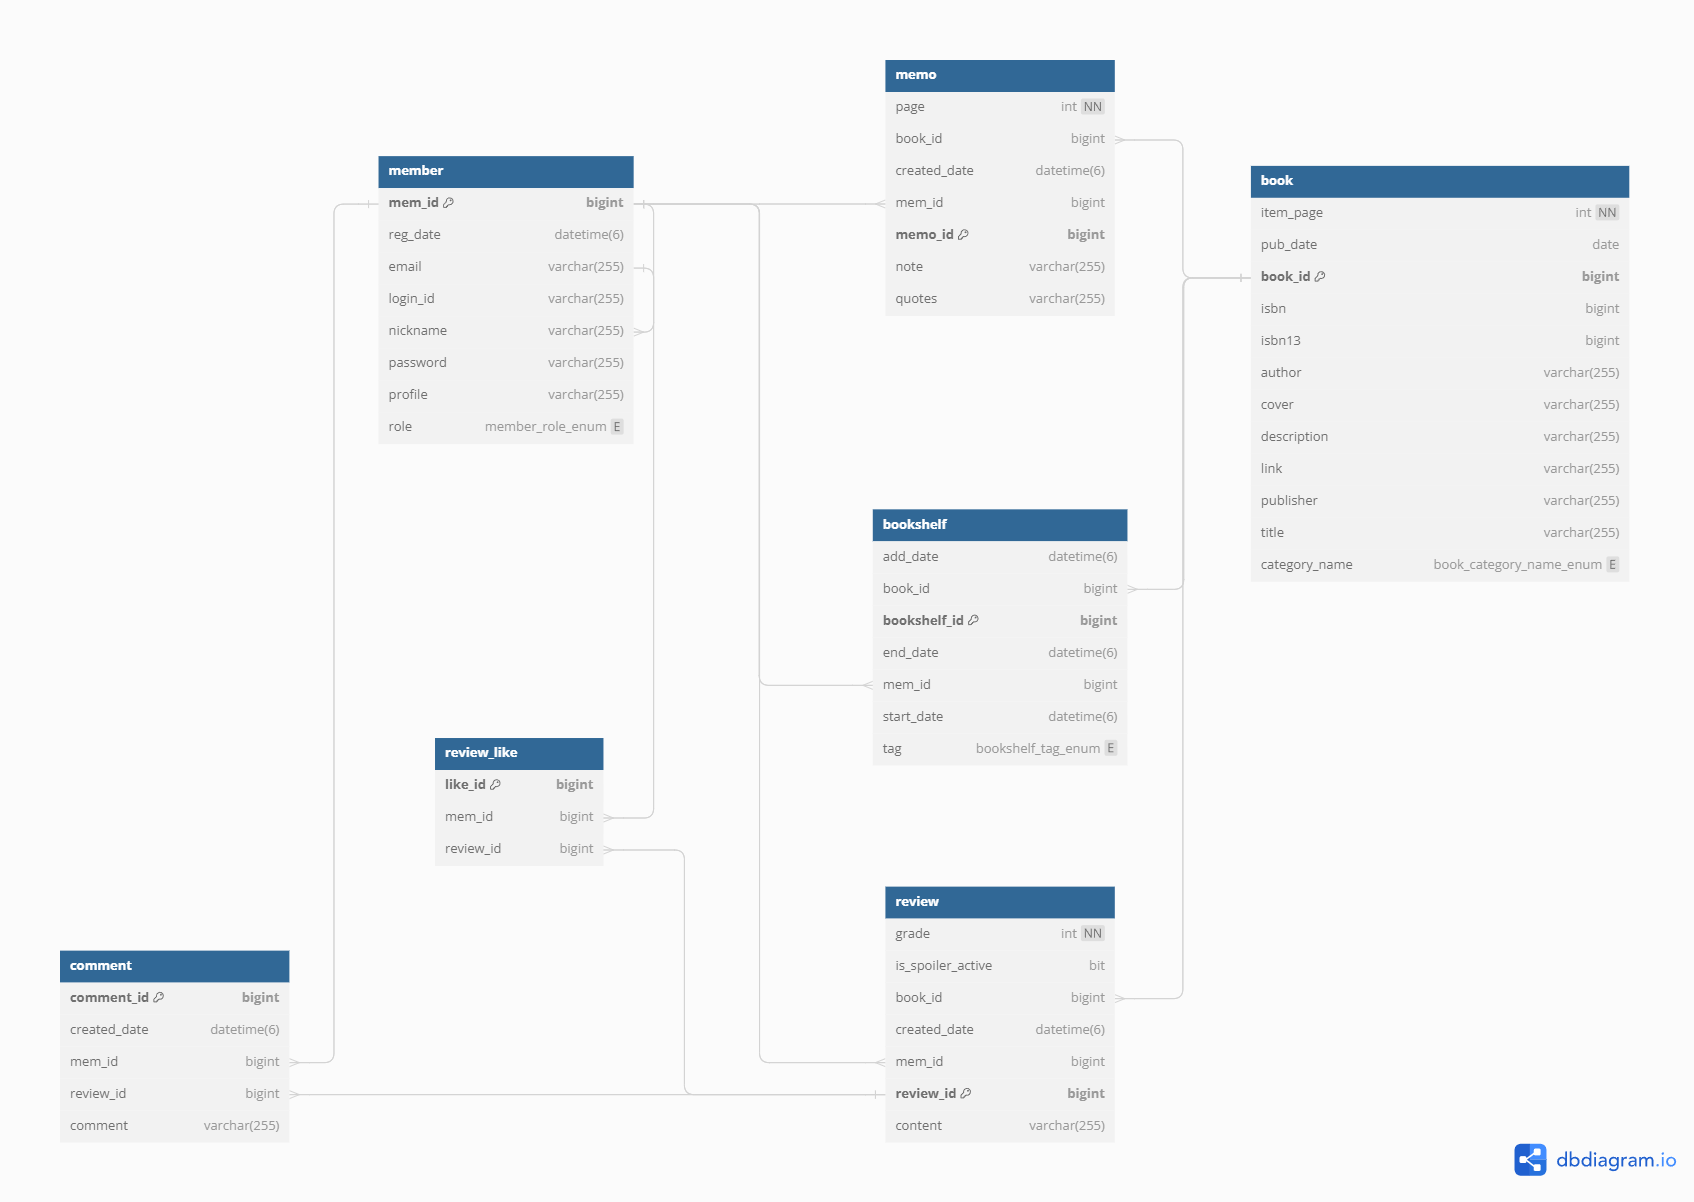 memo
page int NN
book_id bigint
created_date datetime(6)
mem_id bigint
memo_id bigint
note varchar(255)
quotes varchar(255)
member
mem_id bigint
reg_date datetime(6)
email varchar(255)
login_id varchar(255)
nickname varchar(255)
password varchar(255)
profile varchar(255)
role member_role_enum E
book
item_page int NN
pub_date date
book_id bigint
isbn bigint
isbn13 bigint
author varchar(255)
cover varchar(255)
description varchar(255)
link varchar(255)
publisher varchar(255)
title varchar(255)
category_name book_category_name_enum E
bookshelf
add_date datetime(6)
book_id bigint
bookshelf_id bigint
end_date datetime(6)
mem_id bigint
start_date datetime(6)
tag bookshelf_tag_enum E
review_like
like_id bigint
mem_id bigint
review_id bigint
review
grade int NN
is_spoiler_active bit
book_id bigint
created_date datetime(6)
mem_id bigint
review_id bigint
content varchar(255)
comment
comment_id bigint
created_date datetime(6)
mem_id bigint
review_id bigint
comment varchar(255)
dbdiagram.io